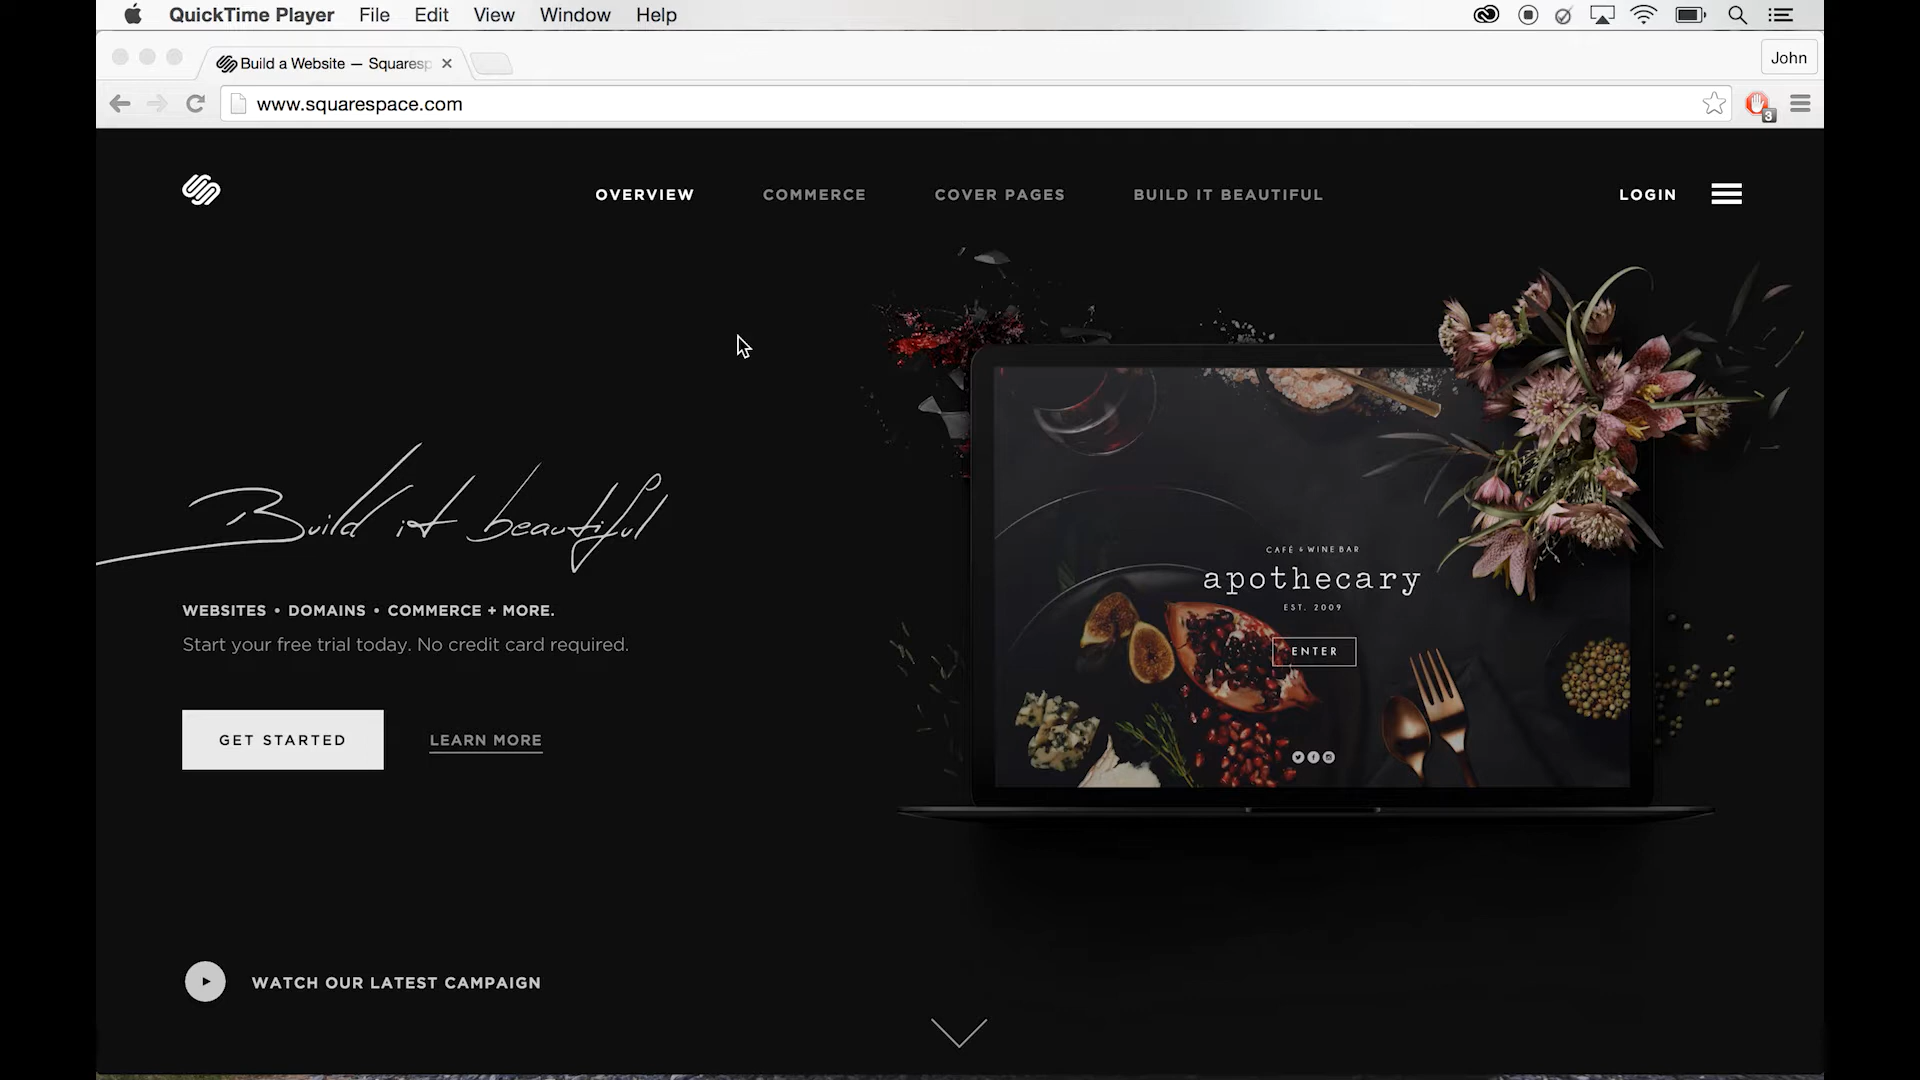 QuickTime Player File Edit View Window Help
Build a Website — Squaresp
John
www.squarespace.com
3
OVERVIEW COMMERCE COVER PAGES BUILD IT BEAUTIFUL LOGIN
Build it beautiful
WEBSITES • DOMAINS • COMMERCE + MORE.
Start your free trial today. No credit card required.
GET STARTED LEARN MORE
CAFÉ & WINE BAR
apothecary
EST. 2009
ENTER
WATCH OUR LATEST CAMPAIGN